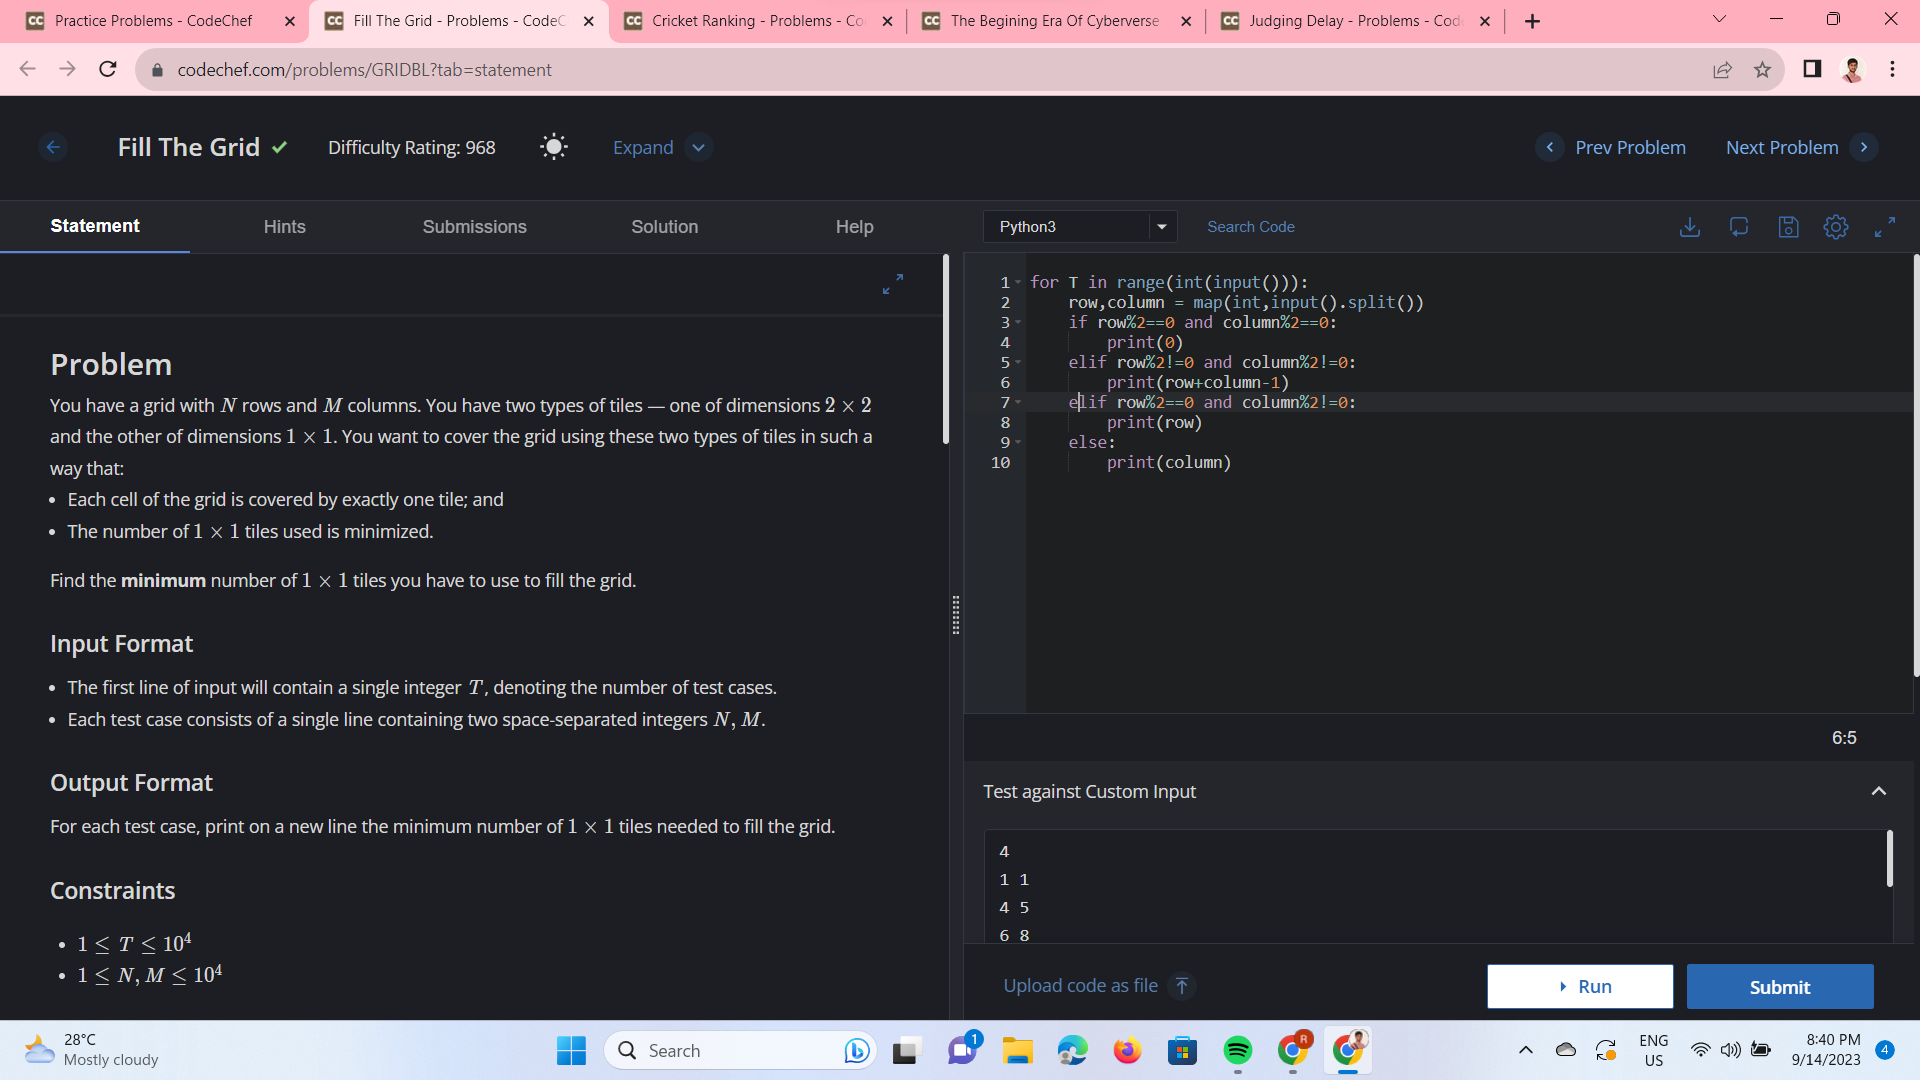 Practice Problems - CodeChef
Fill The Grid - Problems - CodeC
Cricket Ranking - Problems - Co
The Begining Era Of Cyberverse
Judging Delay - Problems - Code
codechef.com/problems/GRIDBL?tab=statement
Fill The Grid
Difficulty Rating: 968
Expand
Prev Problem
Next Problem
Statement
Hints
Submissions
Solution
Help
Problem
You have a grid with N rows and M columns. You have two types of tiles — one of dimensions 2 × 2
and the other of dimensions 1 × 1. You want to cover the grid using these two types of tiles in such a
way that:
• Each cell of the grid is covered by exactly one tile; and
• The number of 1 × 1 tiles used is minimized.
Find the minimum number of 1 × 1 tiles you have to use to fill the grid.
Input Format
• The first line of input will contain a single integer T, denoting the number of test cases.
• Each test case consists of a single line containing two space-separated integers N, M.
Output Format
For each test case, print on a new line the minimum number of 1 × 1 tiles needed to fill the grid.
Constraints
• 1 ≤ T ≤ 10⁴
• 1 ≤ N, M ≤ 10⁴
Python3
Search Code
1 for T in range(int(input())):
2     row,column = map(int,input().split())
3     if row%2==0 and column%2==0:
4         print(0)
5     elif row%2!=0 and column%2!=0:
6         print(row+column-1)
7     elif row%2==0 and column%2!=0:
8         print(row)
9     else:
10         print(column)
6:5
Test against Custom Input
4
1 1
4 5
6 8
Upload code as file
Run
Submit
28°C
Mostly cloudy
Search
1
R
ENG
US
8:40 PM
9/14/2023
4